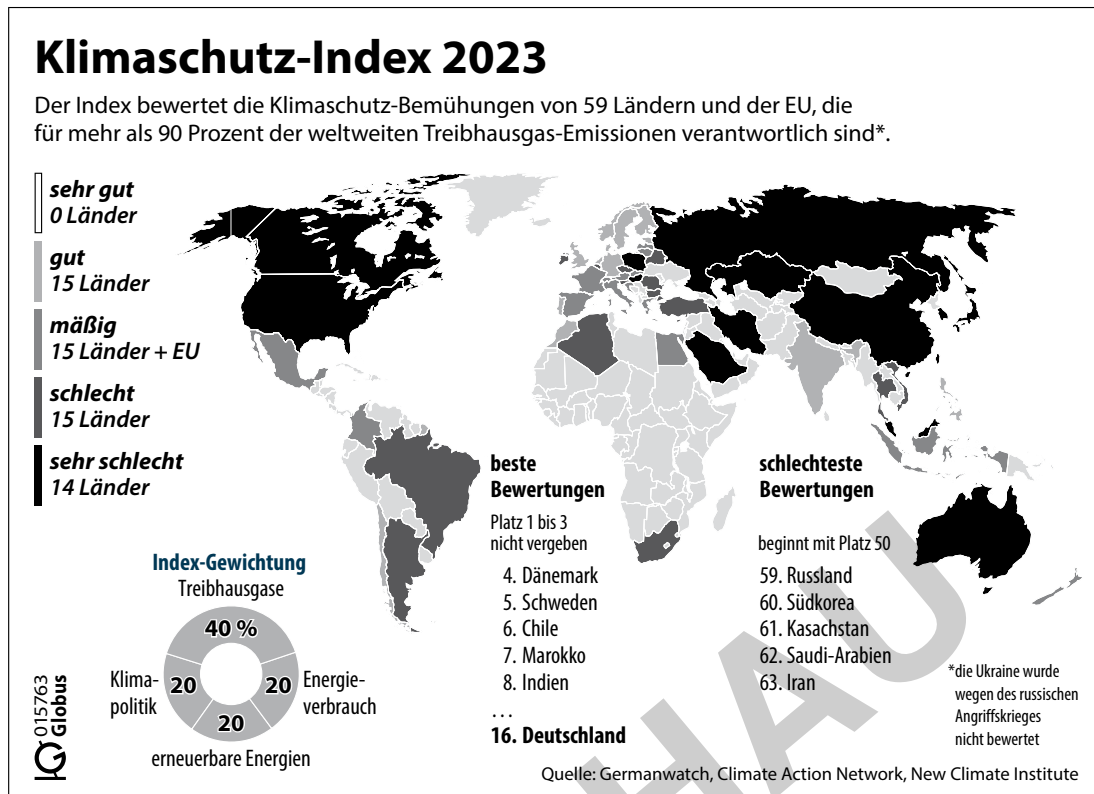 Klimaschutz-Index 2023
Der Index bewertet die Klimaschutz-Bemühungen von 59 Ländern und der EU, die
für mehr als 90 Prozent der weltweiten Treibhausgas-Emissionen verantwortlich sind*.
sehr gut
0 Länder
gut
15 Länder
mäßig
15 Länder + EU
schlecht
15 Länder
sehr schlecht
14 Länder
Index-Gewichtung
Treibhausgase
40 %
Klima-
politik
20
20
Energie-
verbrauch
20
erneuerbare Energien
beste
Bewertungen
Platz 1 bis 3
nicht vergeben
4. Dänemark
5. Schweden
6. Chile
7. Marokko
8. Indien
...
16. Deutschland
schlechteste
Bewertungen
beginnt mit Platz 50
59. Russland
60. Südkorea
61. Kasachstan
62. Saudi-Arabien
63. Iran
*die Ukraine wurde
wegen des russischen
Angriffskrieges
nicht bewertet
015763
Globus
Quelle: Germanwatch, Climate Action Network, New Climate Institute
HAU